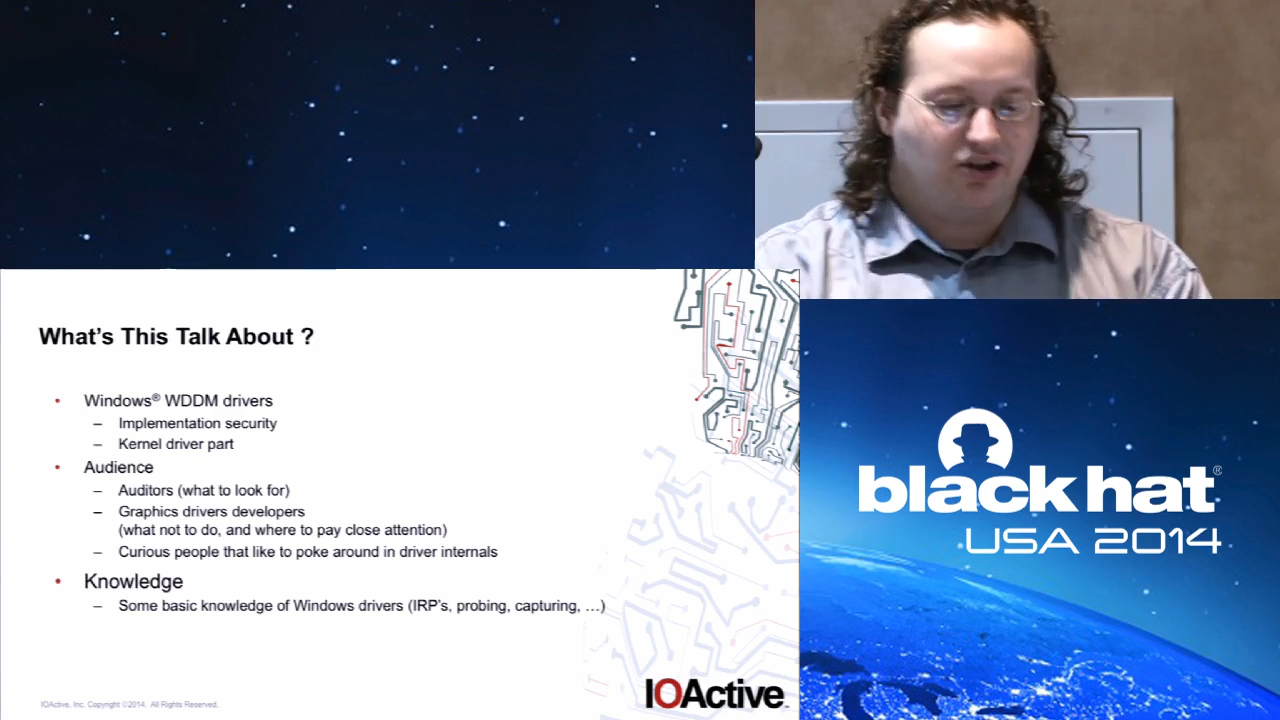 What's This Talk About ?
• Windows® WDDM drivers
– Implementation security
– Kernel driver part
• Audience
– Auditors (what to look for)
– Graphics drivers developers
(what not to do, and where to pay close attention)
– Curious people that like to poke around in driver internals
• Knowledge
– Some basic knowledge of Windows drivers (IRP's, probing, capturing, …)
IOActive, Inc. Copyright ©2014. All Rights Reserved.
IOActive
black hat®
USA 2014